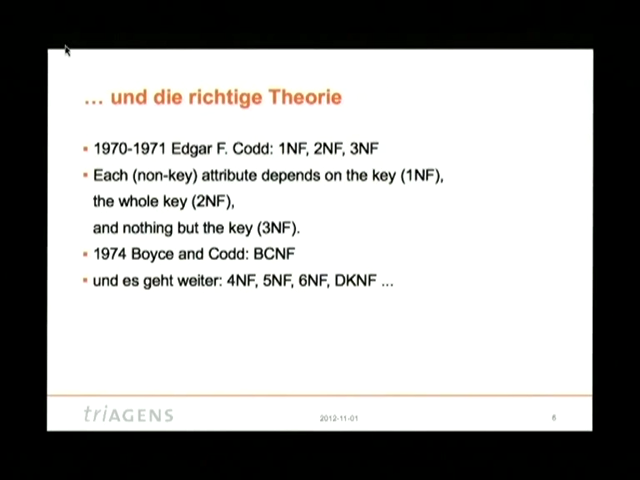 ... und die richtige Theorie
1970-1971 Edgar F. Codd: 1NF, 2NF, 3NF
Each (non-key) attribute depends on the key (1NF),
the whole key (2NF),
and nothing but the key (3NF).
1974 Boyce and Codd: BCNF
und es geht weiter: 4NF, 5NF, 6NF, DKNF ...
triAGENS
2012-11-01
6